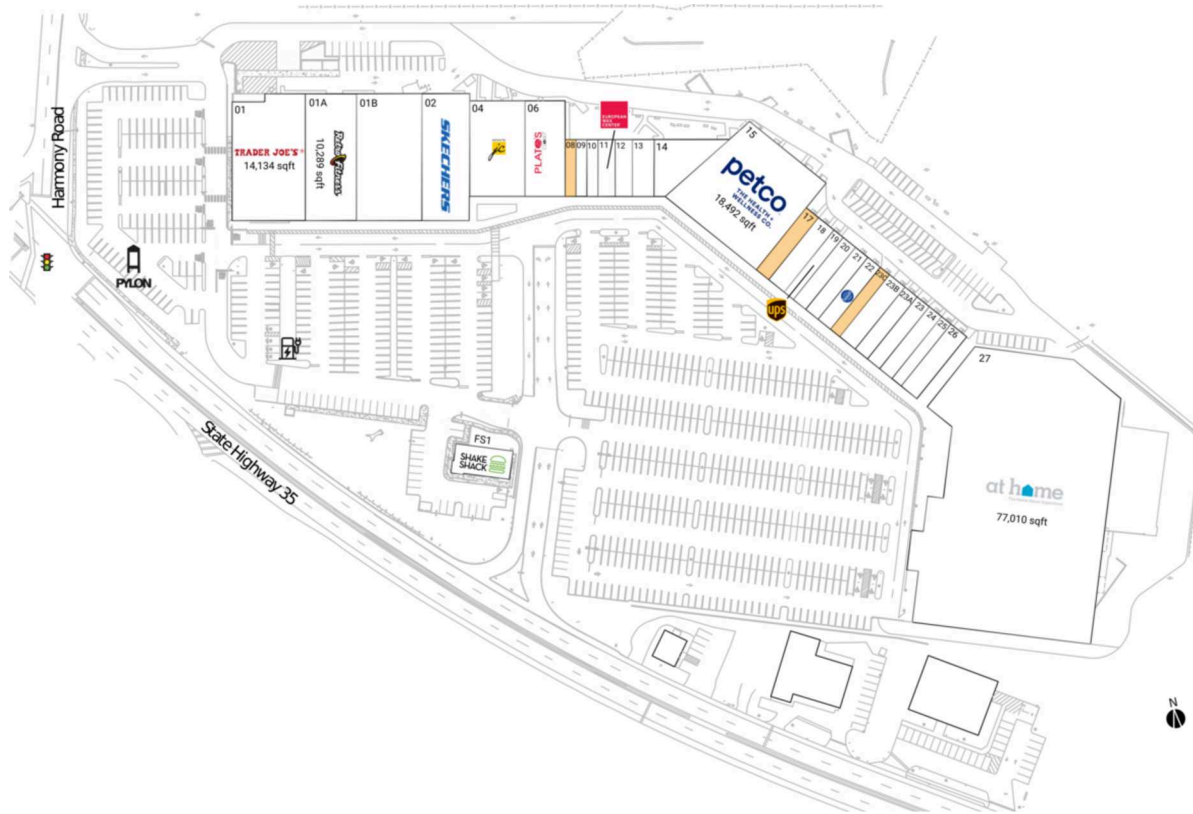 Harmony Road
PYLON
State Highway 35
01
TRADER JOE'S
14,134 sqft
01A
Retro Fitness
10,289 sqft
01B
02
SKECHERS
04
06
PLATO'S
08
09
10
11
EUROPEAN
WAX
CENTER
12
13
14
15
petco
THE HEALTH +
WELLNESS CO.
18,492 sqft
17
18
19
20
21
22
23C
23B
23A
23
24
25
26
ups
27
at home
77,010 sqft
FS1
SHAKE
SHACK
N